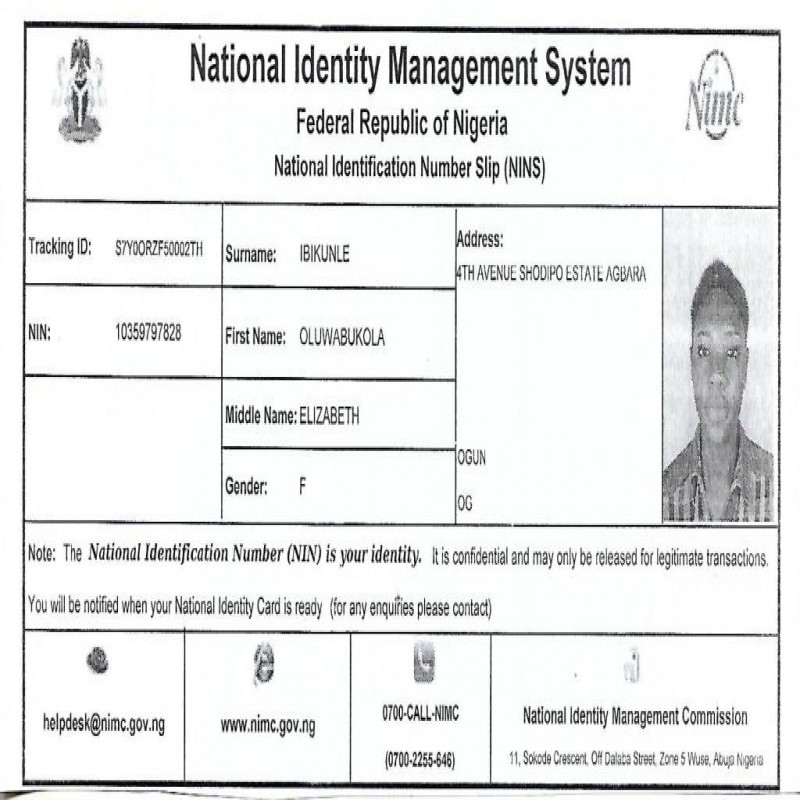 National Identity Management System
Federal Republic of Nigeria
National Identification Number Slip (NINS)
Nimc
Tracking ID: S7Y0ORZF50002TH
Surname: IBIKUNLE
Address:
4TH AVENUE SHODIPO ESTATE AGBARA
NIN: 10359797828
First Name: OLUWABUKOLA
Middle Name: ELIZABETH
OGUN
Gender: F
OG
Note: The National Identification Number (NIN) is your identity. It is confidential and may only be released for legitimate transactions.
You will be notified when your National Identity Card is ready (for any enquiries please contact)
helpdesk@nimc.gov.ng
www.nimc.gov.ng
0700-CALL-NIMC
(0700-2255-646)
National Identity Management Commission
11, Sokode Crescent, Off Dalaba Street, Zone 5 Wuse, Abuja Nigeria